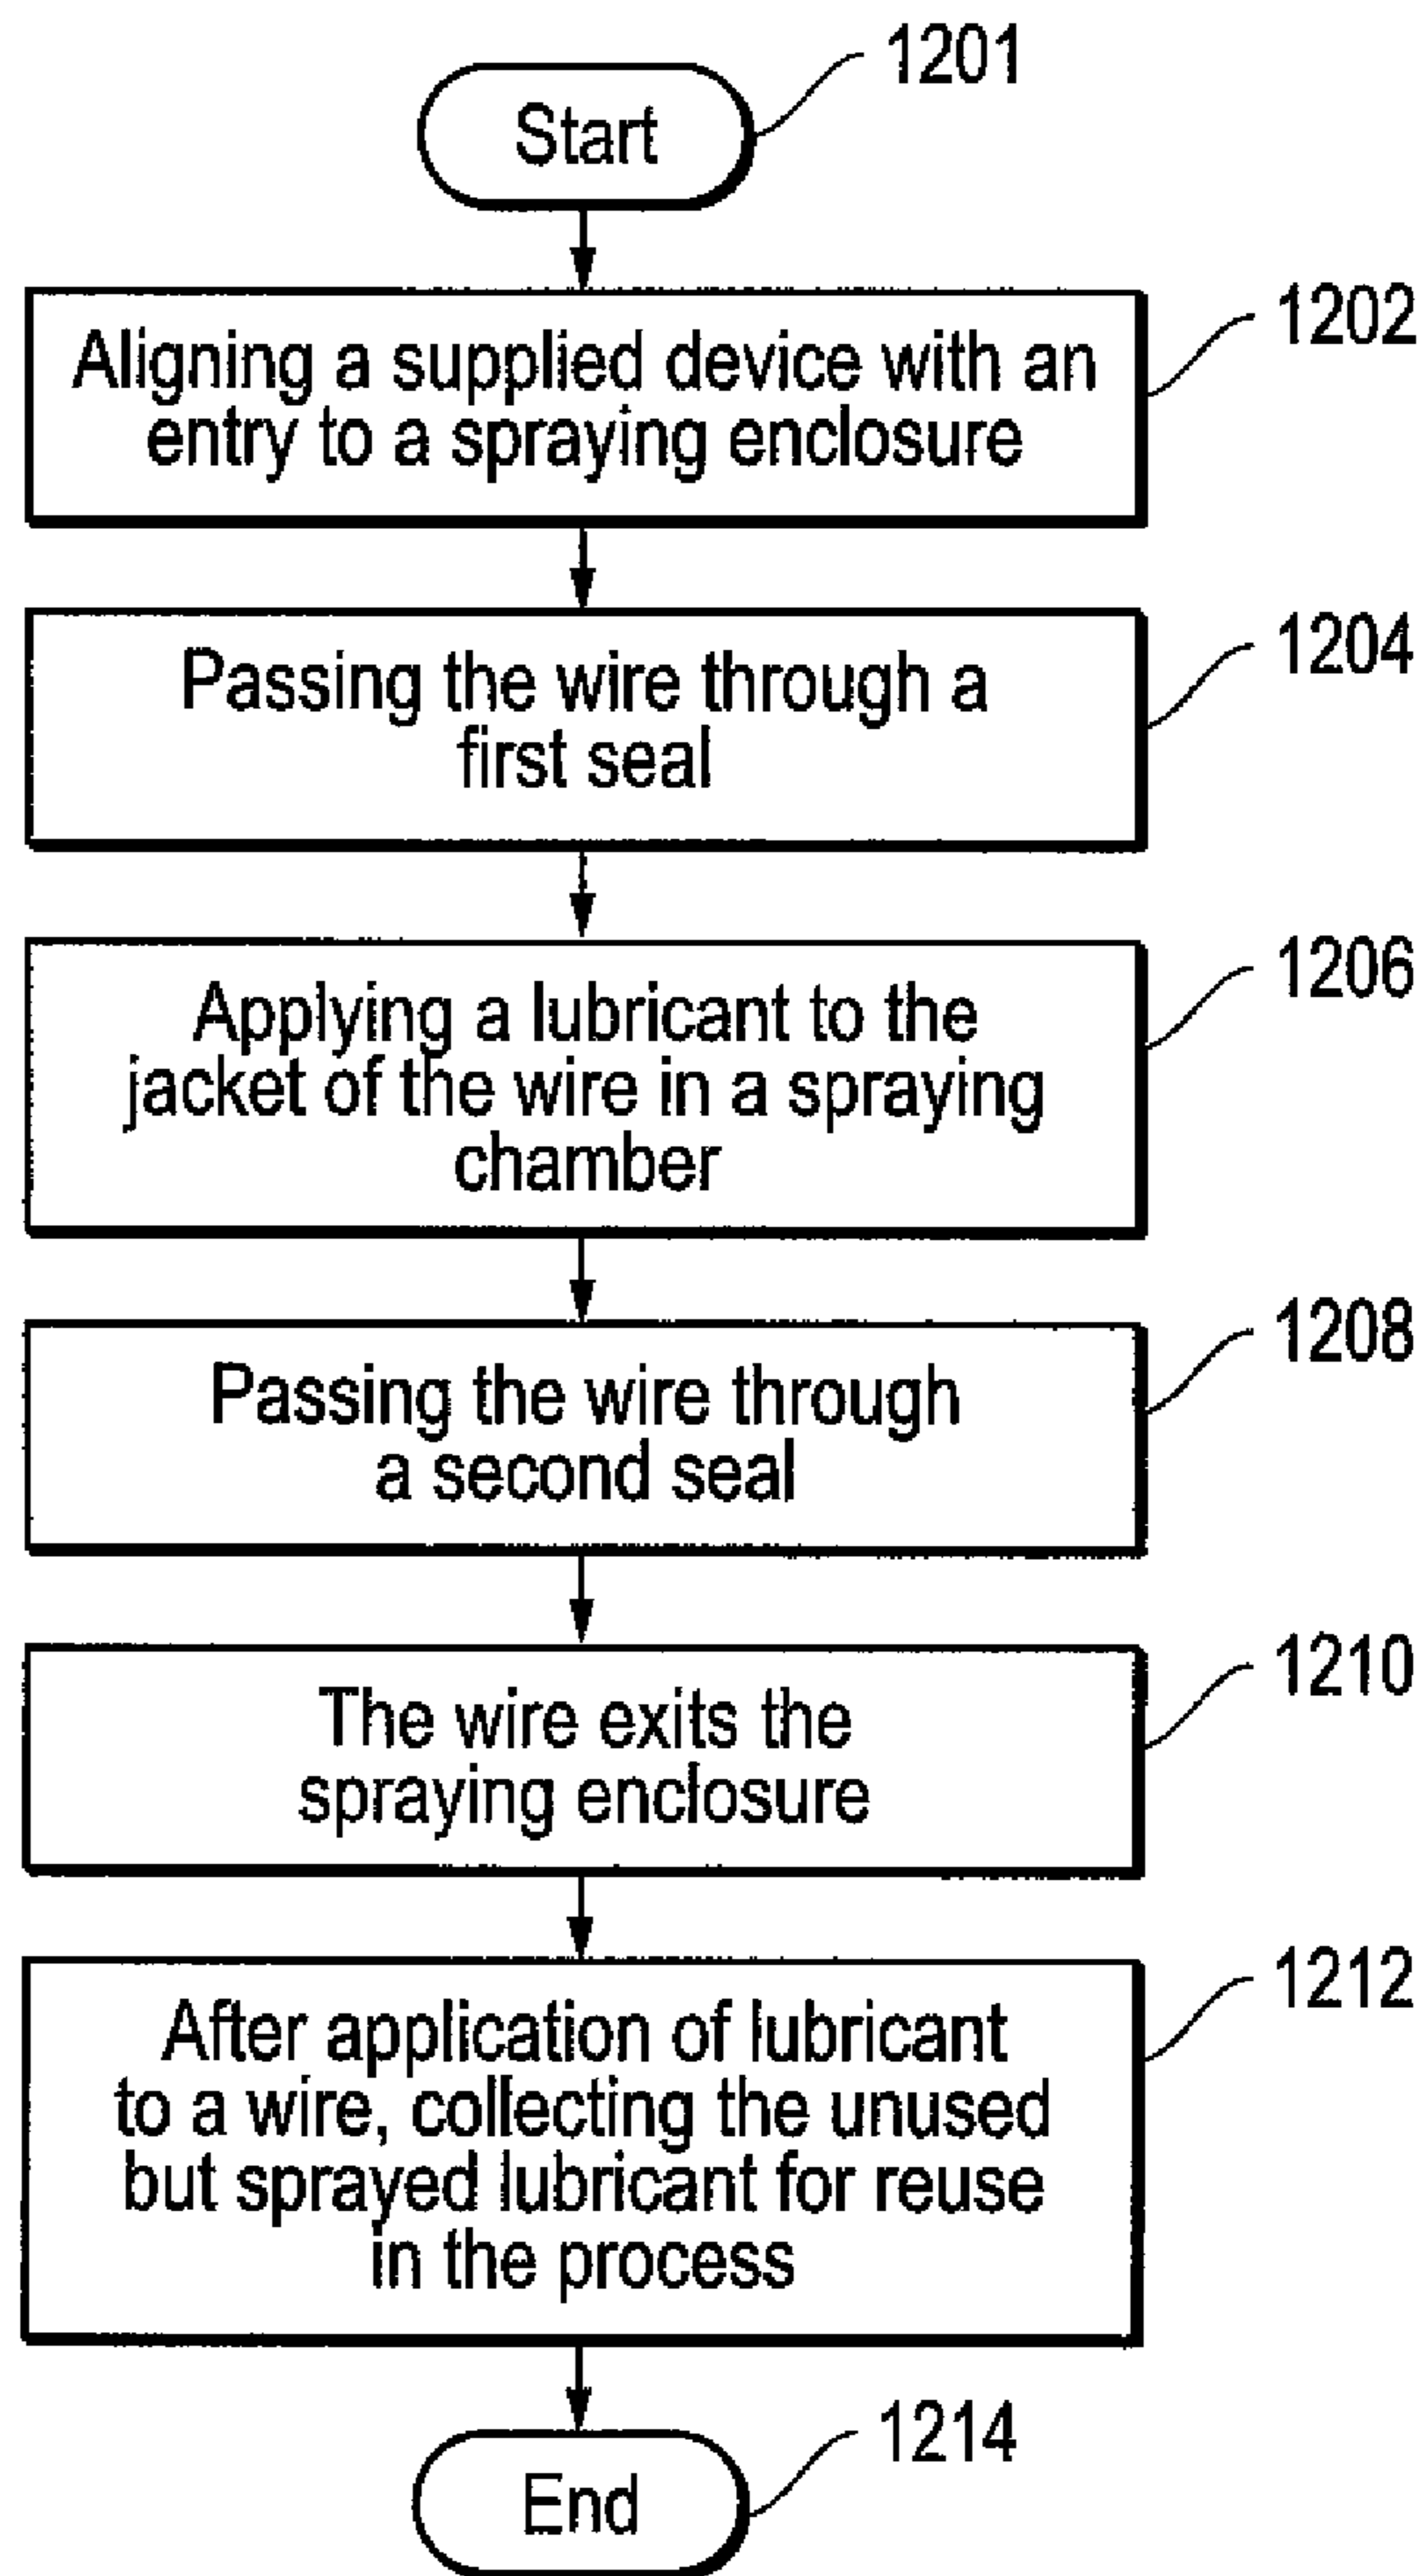 1201
Start
1202
Aligning a supplied device with an
entry to a spraying enclosure
1204
Passing the wire through a
first seal
1206
Applying a lubricant to the
jacket of the wire in a spraying
chamber
1208
Passing the wire through
a second seal
1210
The wire exits the
spraying enclosure
1212
After application of lubricant
to a wire, collecting the unused
but sprayed lubricant for reuse
in the process
1214
End